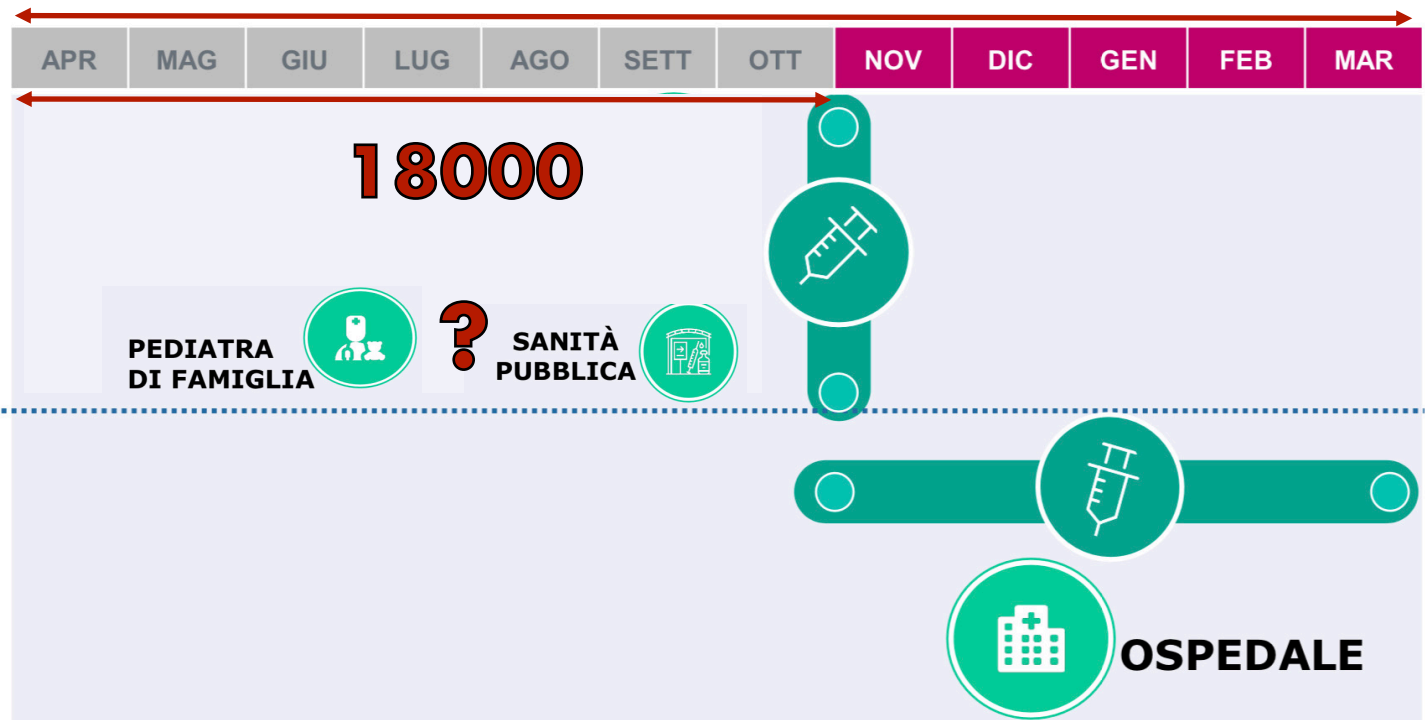 APR MAG GIU LUG AGO SETT OTT NOV DIC GEN FEB MAR
18000
PEDIATRA
DI FAMIGLIA
?
SANITÀ
PUBBLICA
OSPEDALE